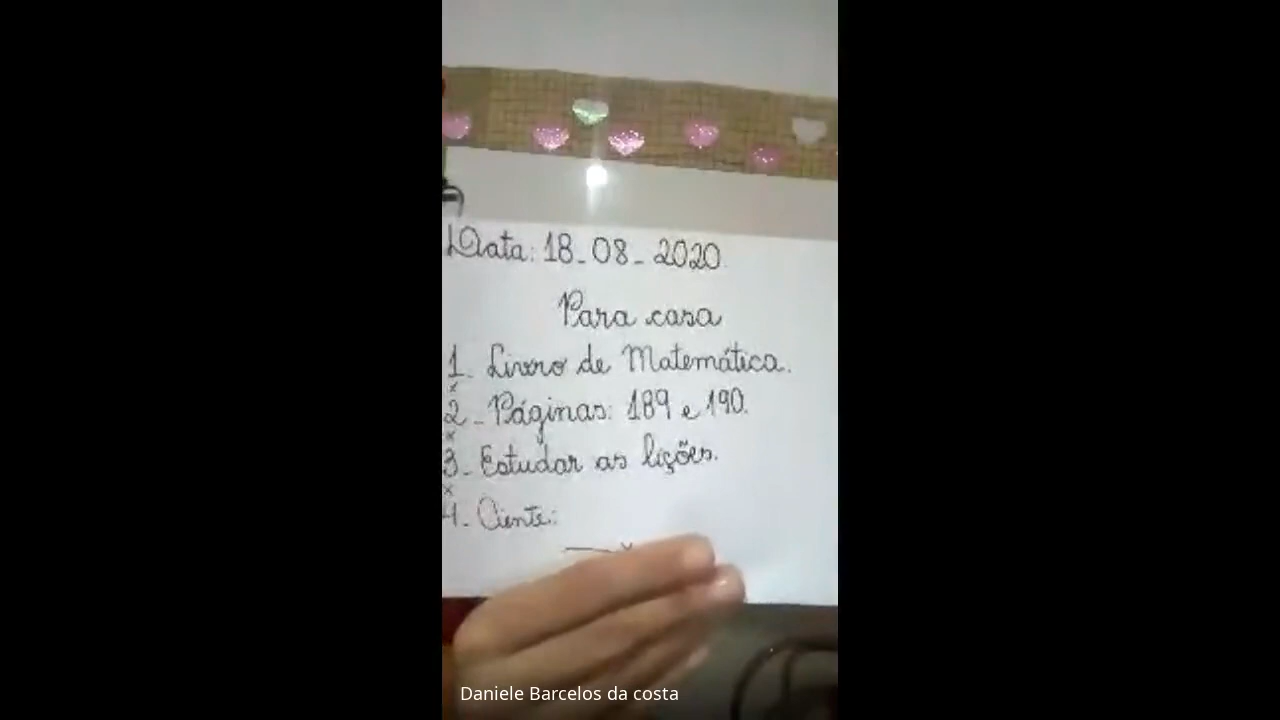 Data: 18-08-2020.
Para casa
1- Livro de Matemática.
x
2- Páginas: 189 e 190.
x
3- Estudar as lições.
x
4- Ciente:
x
Daniele Barcelos da costa